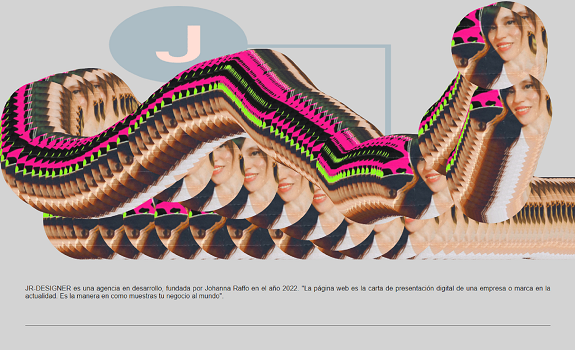 J
JR-DESIGNER es una agencia en desarrollo, fundada por Johanna Raffo en el año 2022. "La página web es la carta de presentación digital de una empresa o marca en la
actualidad. Es la manera en como muestras tu negocio al mundo".